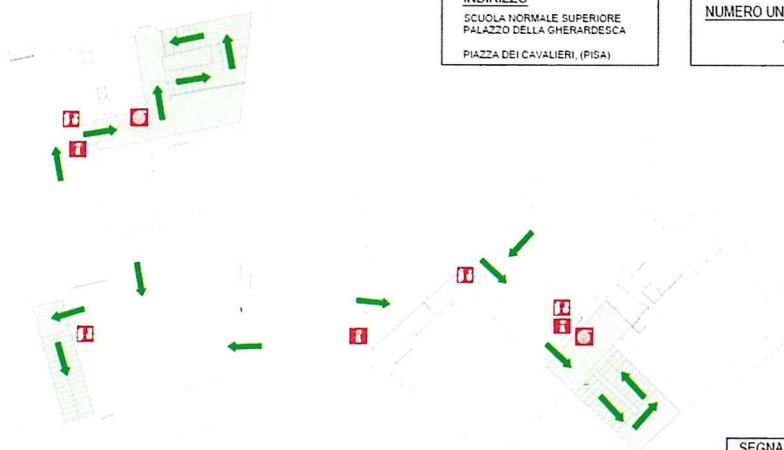 INDIRIZZO
SCUOLA NORMALE SUPERIORE
PALAZZO DELLA GHERARDESCA
PIAZZA DEI CAVALIERI, (PISA)
NUMERO UN
SEGNA